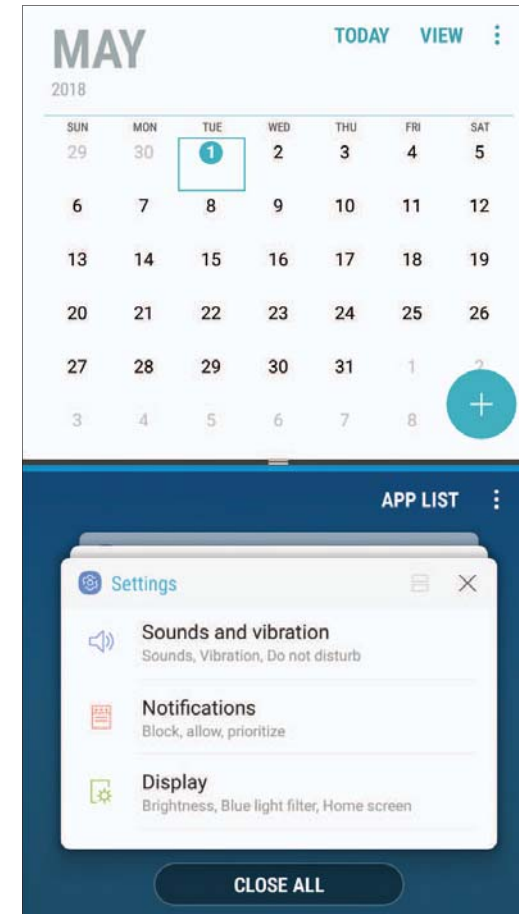 MAY TODAY VIEW
2018
SUN MON TUE WED THU FRI SAT
29 30 1 2 3 4 5
6 7 8 9 10 11 12
13 14 15 16 17 18 19
20 21 22 23 24 25 26
27 28 29 30 31 1 2
3 4 5 6 7 8
APP LIST
Settings
Sounds and vibration
Sounds, Vibration, Do not disturb
Notifications
Block, allow, prioritize
Display
Brightness, Blue light filter, Home screen
CLOSE ALL